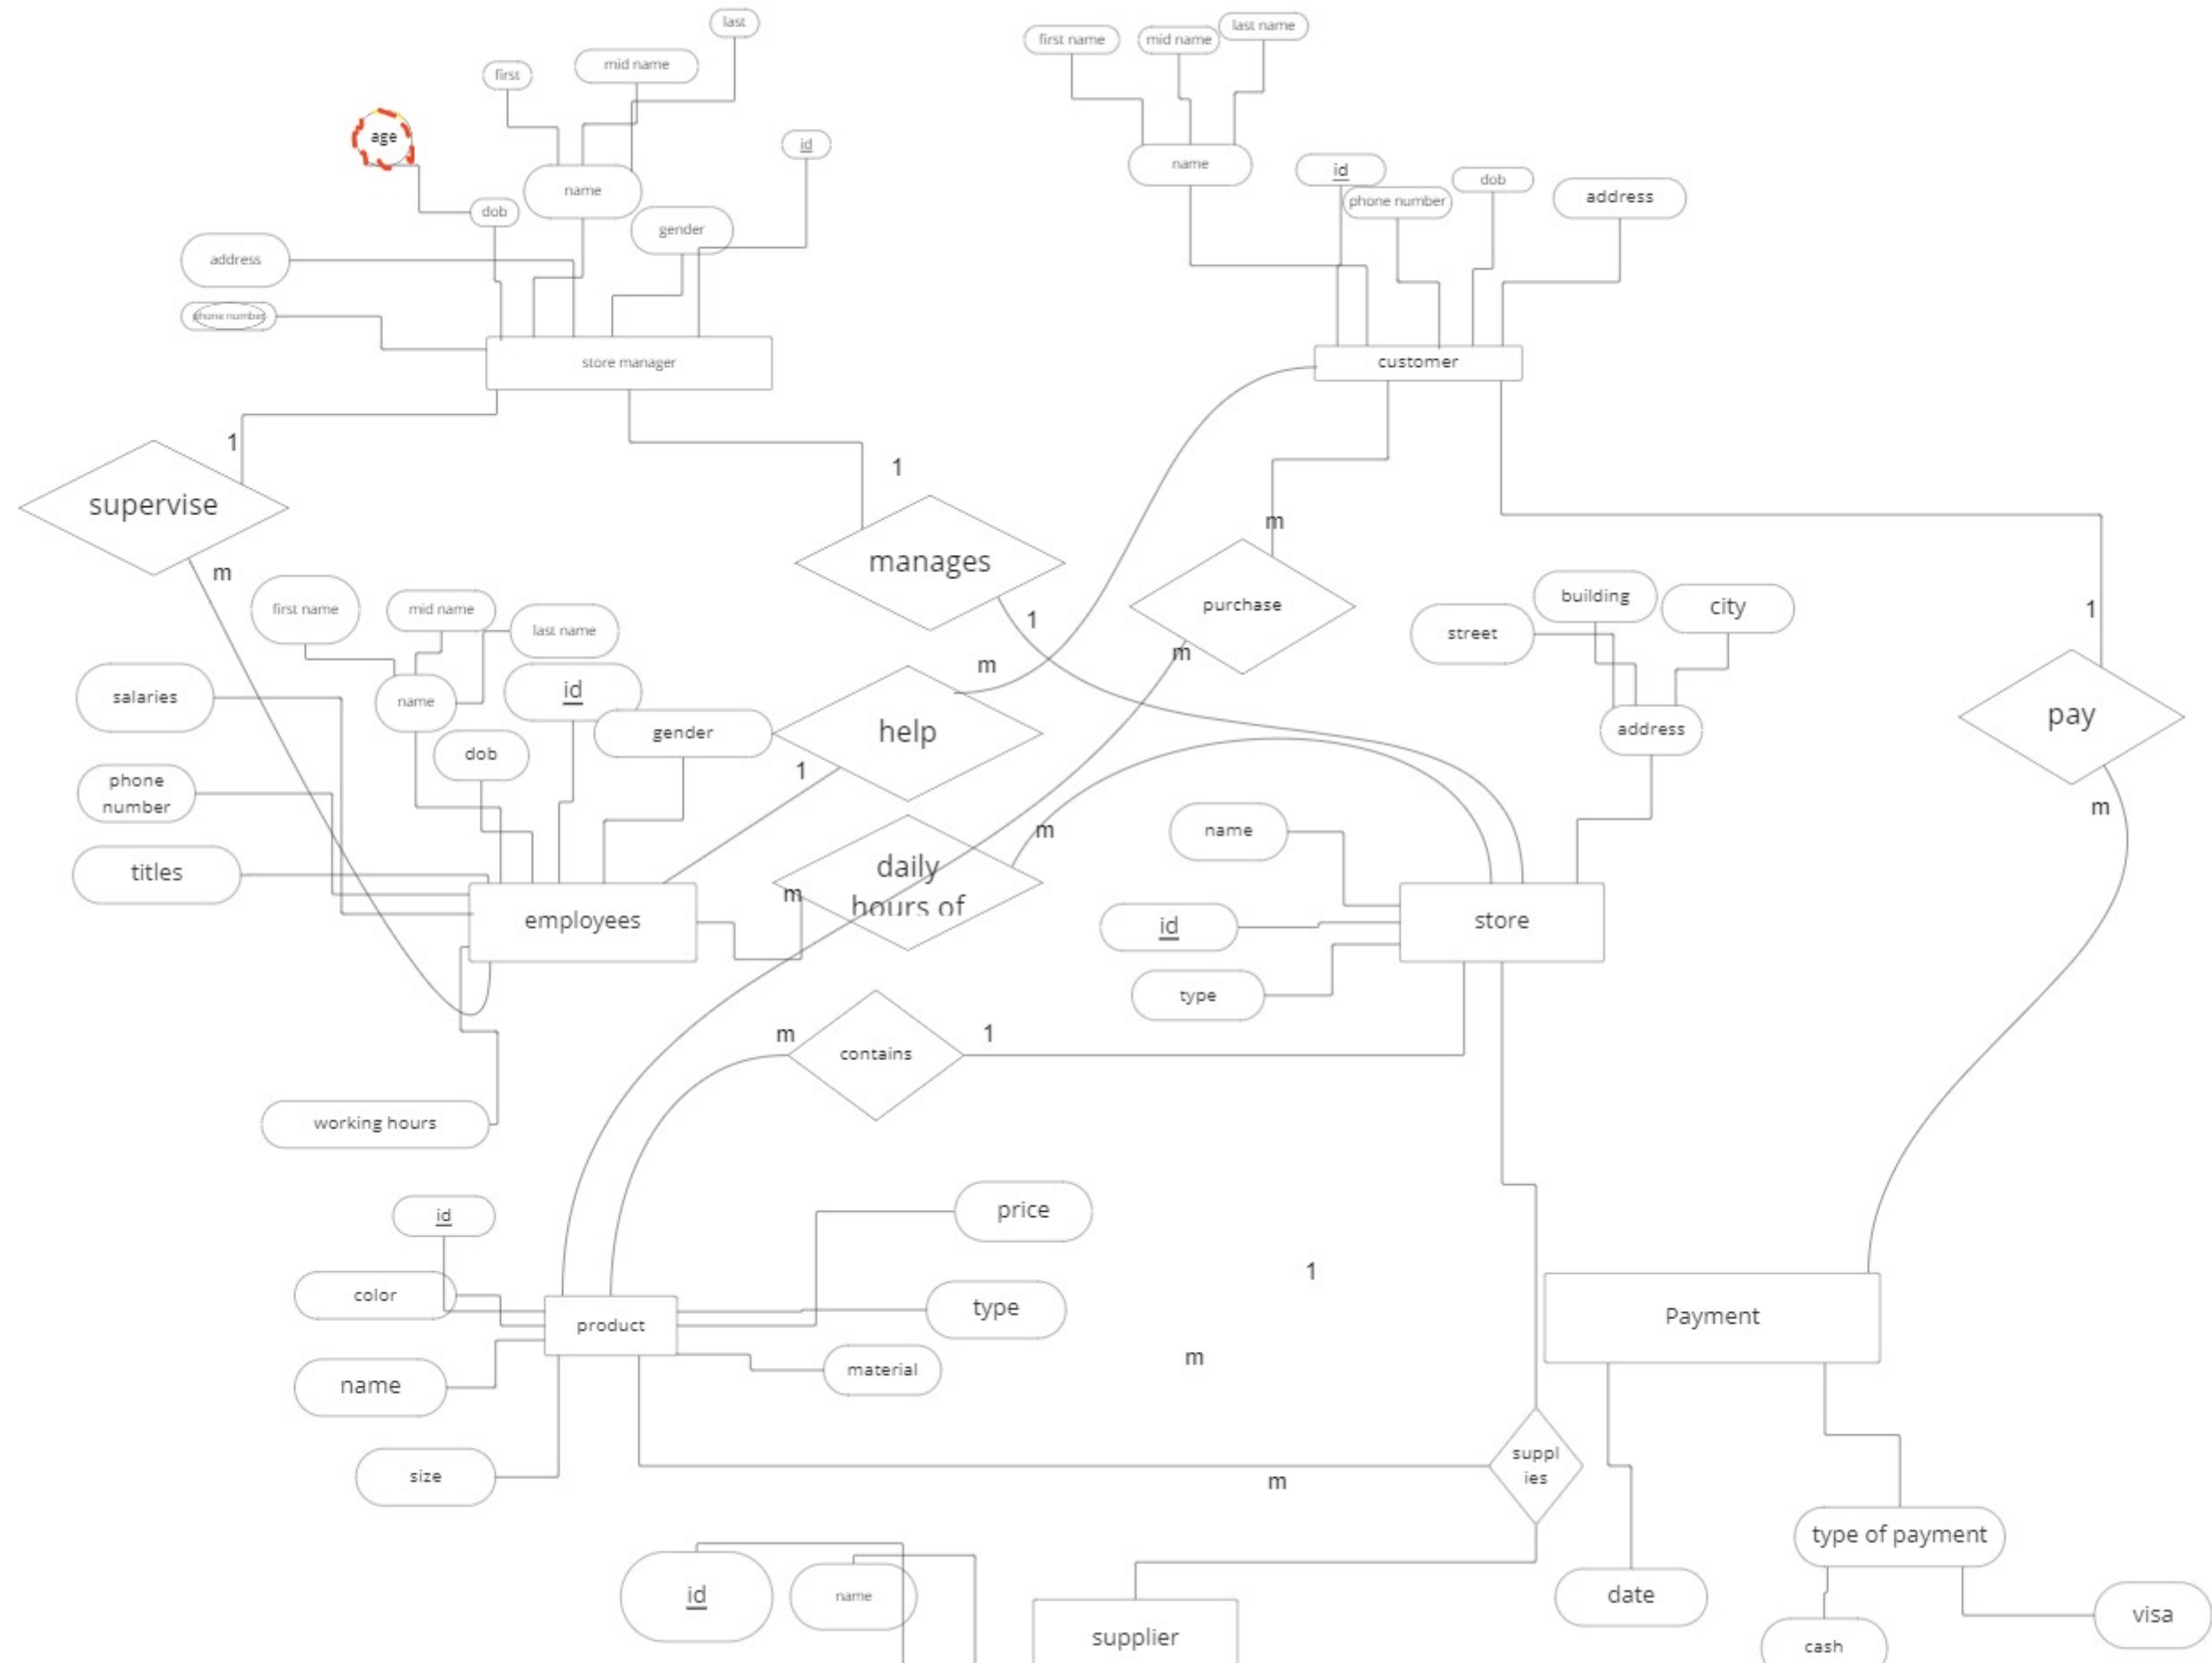 last
first name
mid name
last name
first
mid name
age
id
name
name
id
dob
address
phone number
dob
gender
address
phone number
store manager
customer
1
1
supervise
m
manages
m
purchase
1
m
first name
mid name
last name
building
city
street
1
m
salaries
name
id
help
address
pay
gender
dob
1
phone
number
m
titles
m
daily
hours of
m
name
employees
store
id
type
m
1
contains
working hours
id
price
color
1
type
Payment
product
m
material
name
size
m
suppl
ies
type of payment
id
name
date
visa
supplier
cash